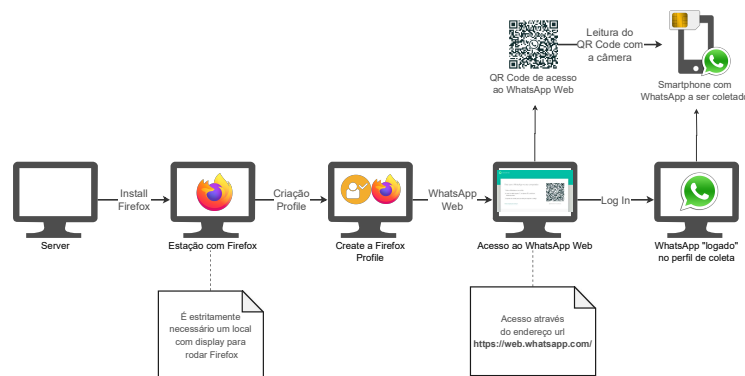 Leitura do
QR Code com
a câmera
QR Code de acesso
ao WhatsApp Web
Smartphone com
WhatsApp a ser coletado
Install
Firefox
Criação
Profile
WhatsApp
Web
Log In
Server
Estação com Firefox
Create a Firefox
Profile
Acesso ao WhatsApp Web
WhatsApp "logado"
no perfil de coleta
É estritamente
necessário um local
com display para
rodar Firefox
Acesso através
do endereço url
https://web.whatsapp.com/